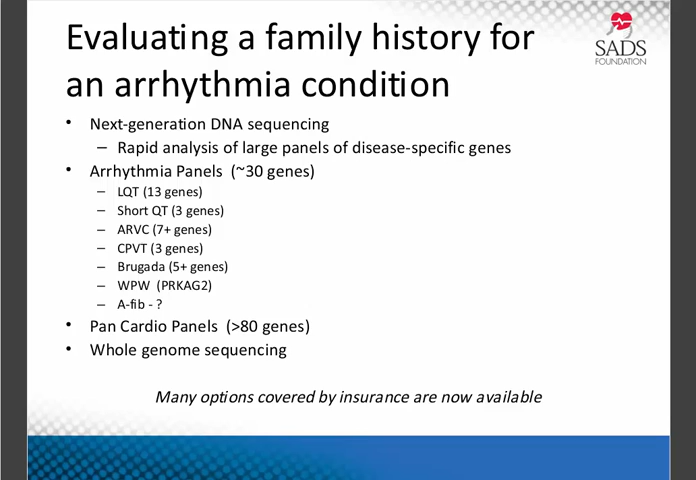 Evaluating a family history for
an arrhythmia condition
SADS
FOUNDATION
• Next-generation DNA sequencing
– Rapid analysis of large panels of disease-specific genes
• Arrhythmia Panels (~30 genes)
– LQT (13 genes)
– Short QT (3 genes)
– ARVC (7+ genes)
– CPVT (3 genes)
– Brugada (5+ genes)
– WPW (PRKAG2)
– A-fib - ?
• Pan Cardio Panels (>80 genes)
• Whole genome sequencing
Many options covered by insurance are now available